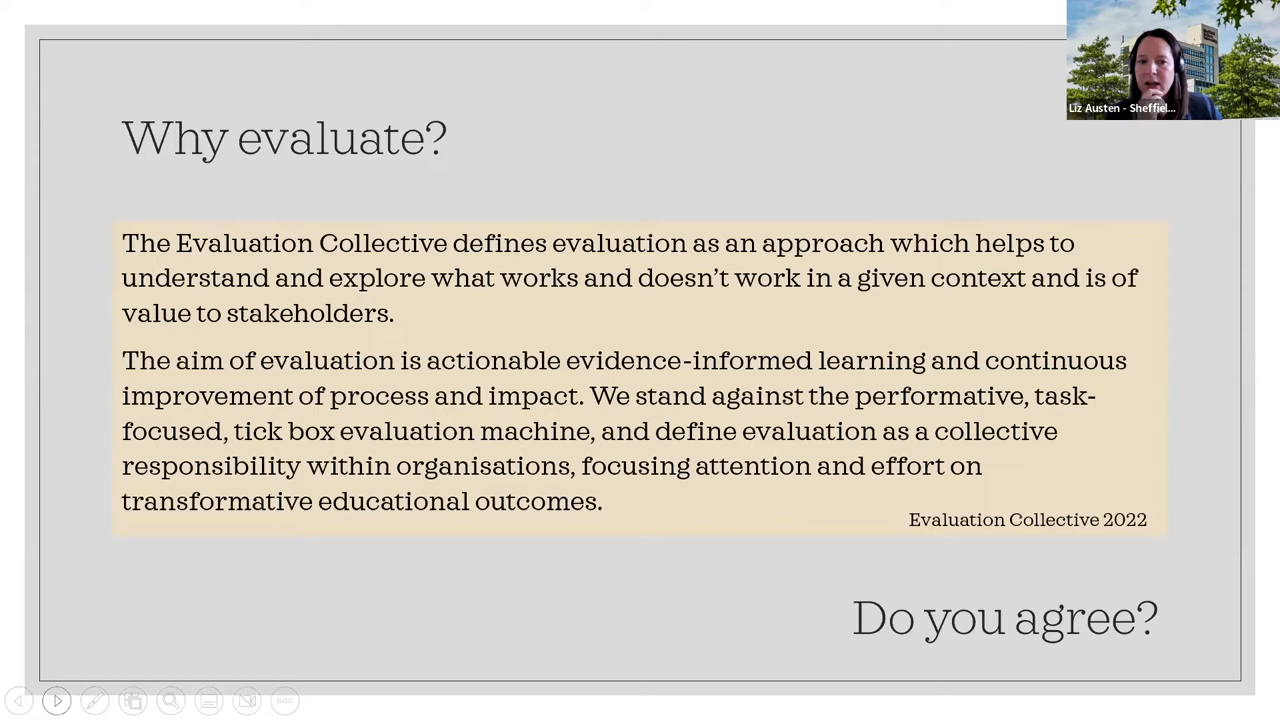 Liz Austen - Sheffiel...
Why evaluate?
The Evaluation Collective defines evaluation as an approach which helps to
understand and explore what works and doesn't work in a given context and is of
value to stakeholders.
The aim of evaluation is actionable evidence-informed learning and continuous
improvement of process and impact. We stand against the performative, task-
focused, tick box evaluation machine, and define evaluation as a collective
responsibility within organisations, focusing attention and effort on
transformative educational outcomes.
Evaluation Collective 2022
Do you agree?